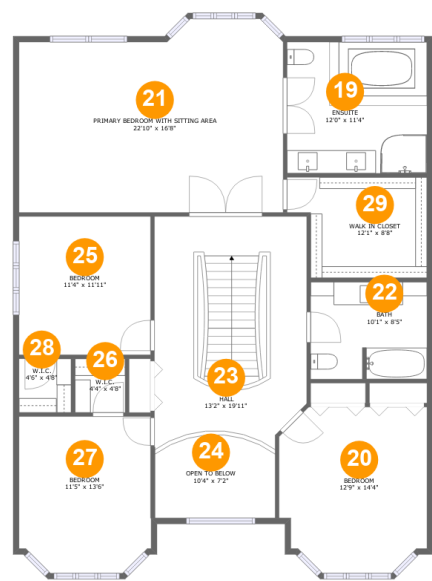 21
PRIMARY BEDROOM WITH SITTING AREA
22'10" x 16'8"
19
ENSUITE
12'0" x 11'4"
29
WALK IN CLOSET
12'1" x 8'8"
25
BEDROOM
11'4" x 11'11"
22
BATH
10'1" x 8'5"
28
W.I.C.
4'6" x 4'8"
26
W.I.C.
4'4" x 4'8"
23
HALL
13'2" x 19'11"
24
OPEN TO BELOW
10'4" x 7'2"
27
BEDROOM
11'5" x 13'6"
20
BEDROOM
12'9" x 14'4"